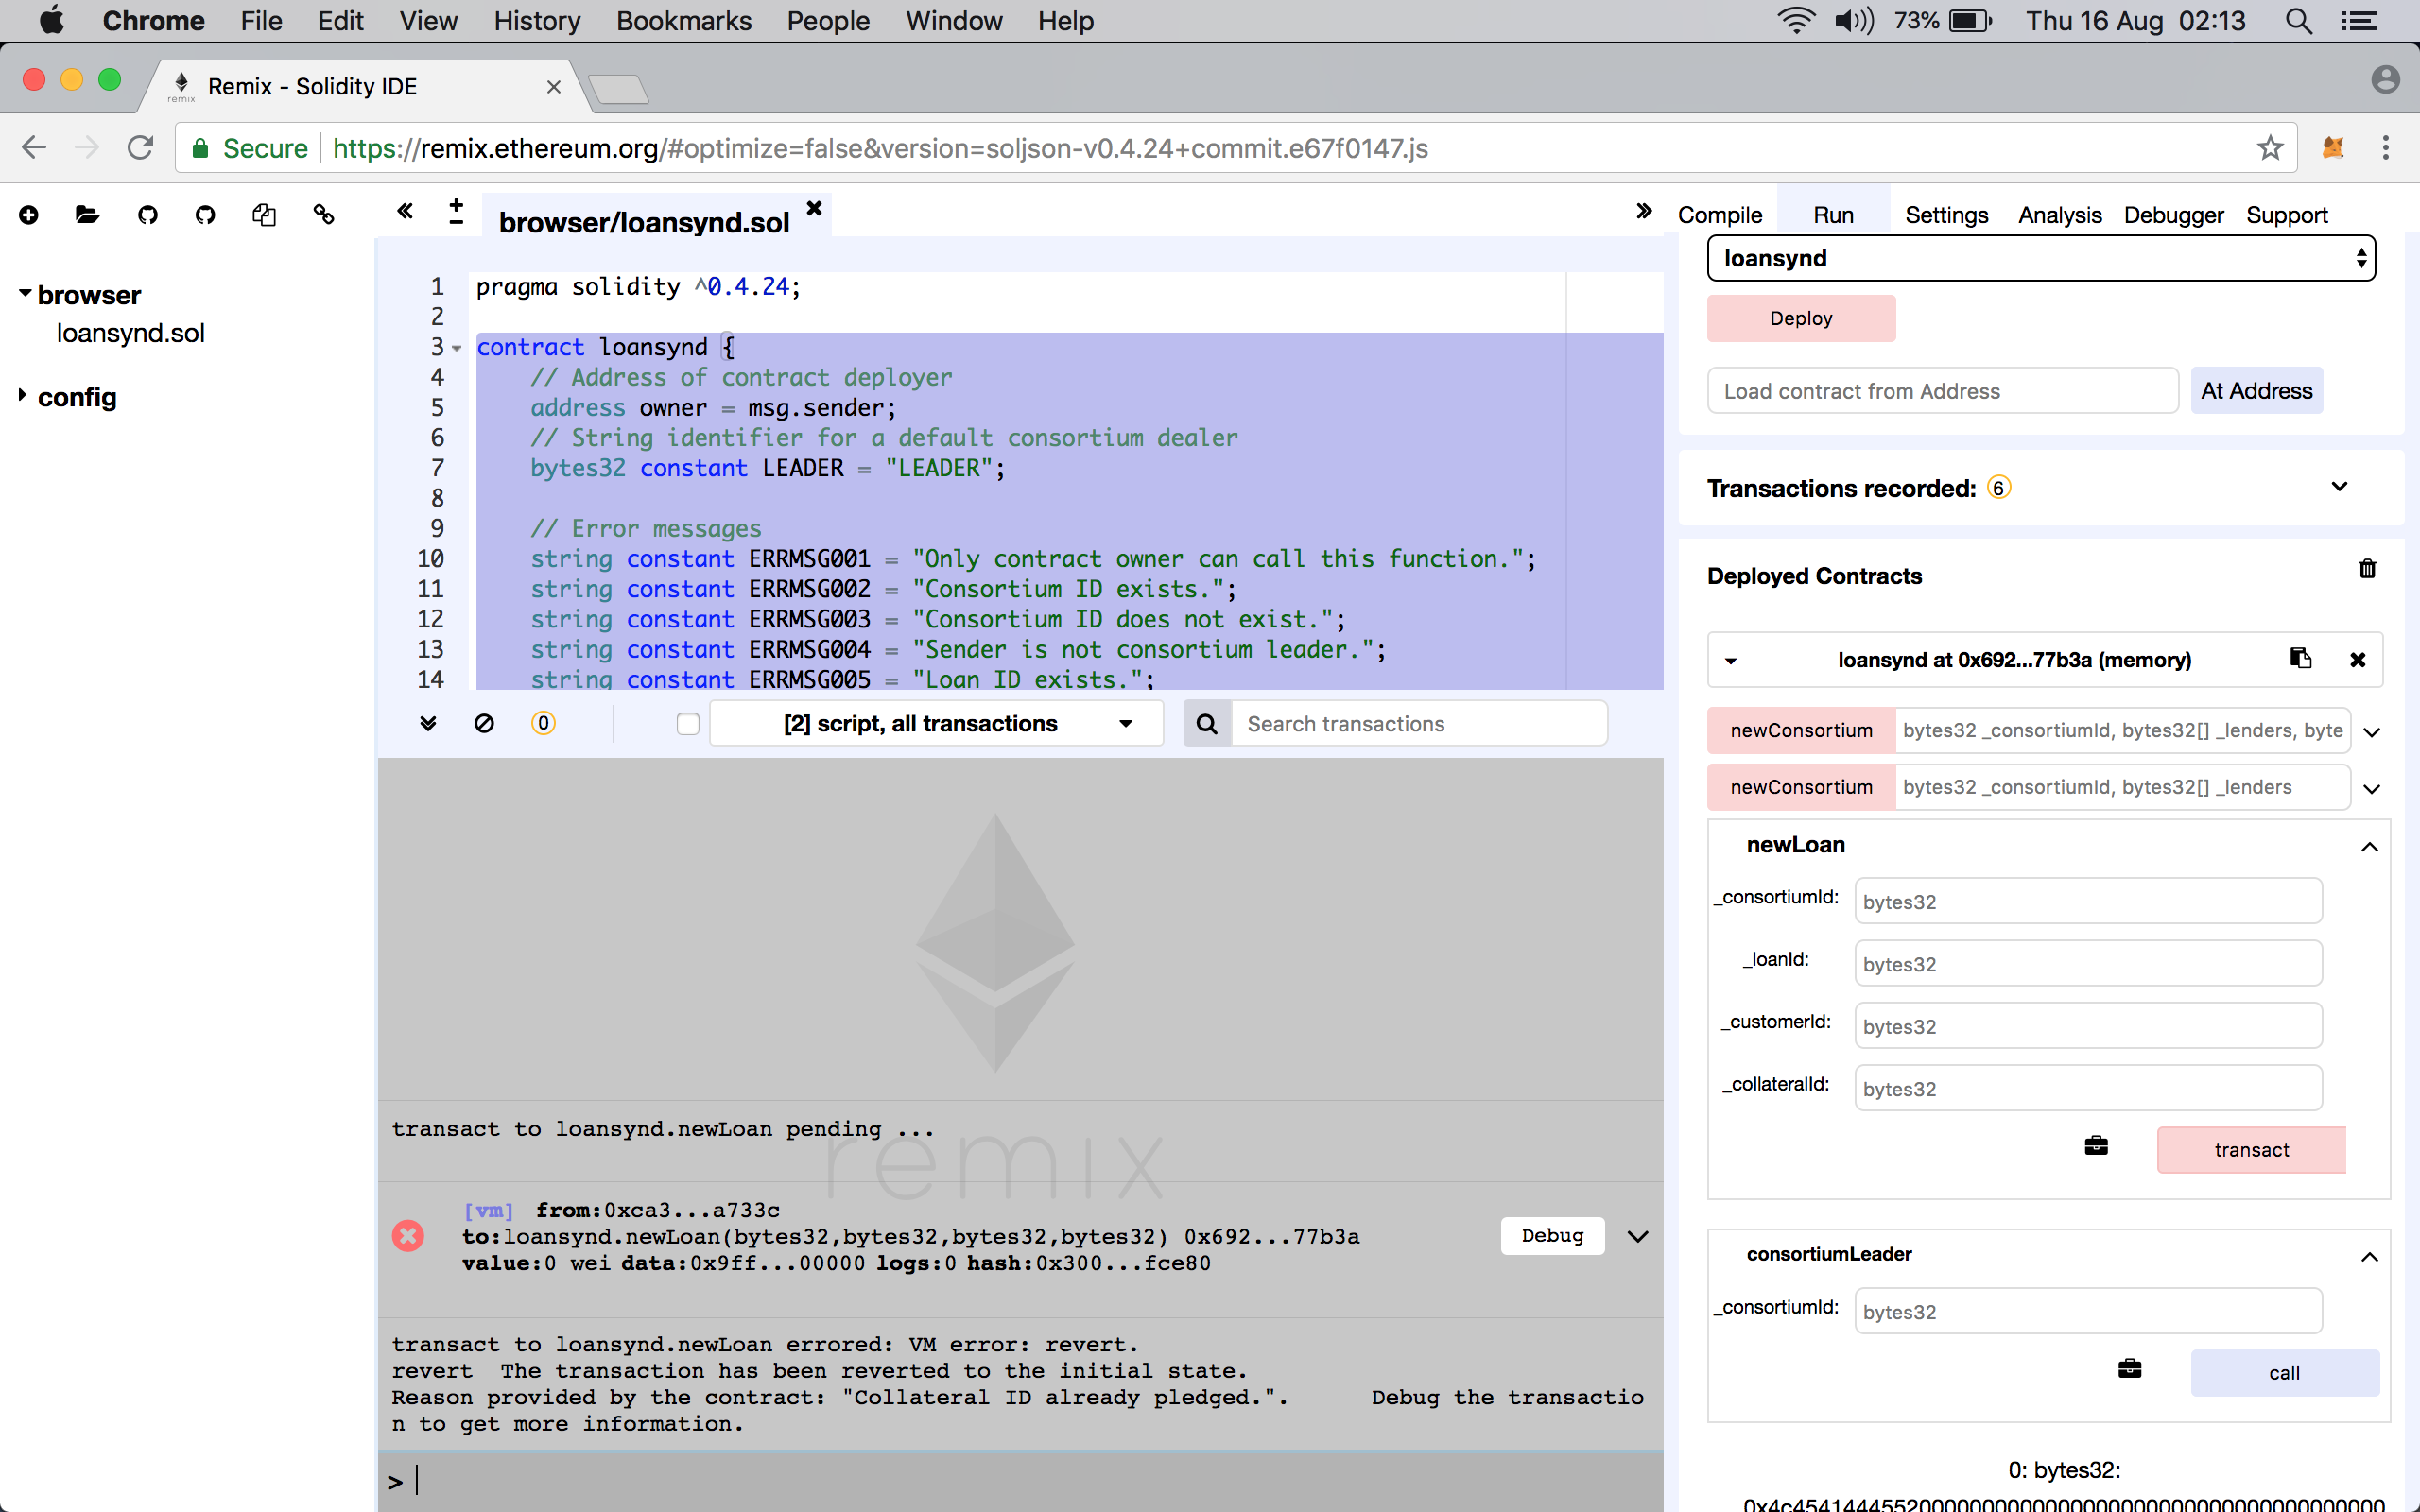 Chrome File Edit View History Bookmarks People Window Help 73% Thu 16 Aug 02:13
remix Remix - Solidity IDE
Secure https://remix.ethereum.org/#optimize=false&version=soljson-v0.4.24+commit.e67f0147.js
browser/loansynd.sol
Compile Run Settings Analysis Debugger Support
browser
loansynd.sol
config
1 pragma solidity ^0.4.24;
2
3 contract loansynd {
4 // Address of contract deployer
5 address owner = msg.sender;
6 // String identifier for a default consortium dealer
7 bytes32 constant LEADER = "LEADER";
8
9 // Error messages
10 string constant ERRMSG001 = "Only contract owner can call this function.";
11 string constant ERRMSG002 = "Consortium ID exists.";
12 string constant ERRMSG003 = "Consortium ID does not exist.";
13 string constant ERRMSG004 = "Sender is not consortium leader.";
14 string constant ERRMSG005 = "Loan ID exists.";
0 [2] script, all transactions Search transactions
remix
transact to loansynd.newLoan pending ...
[vm] from:0xca3...a733c
to:loansynd.newLoan(bytes32,bytes32,bytes32,bytes32) 0x692...77b3a
value:0 wei data:0x9ff...00000 logs:0 hash:0x300...fce80
Debug
transact to loansynd.newLoan errored: VM error: revert.
revert The transaction has been reverted to the initial state.
Reason provided by the contract: "Collateral ID already pledged.". Debug the transactio
n to get more information.
>
loansynd
Deploy
Load contract from Address At Address
Transactions recorded: 6
Deployed Contracts
loansynd at 0x692...77b3a (memory)
newConsortium bytes32 _consortiumId, bytes32[] _lenders, byte
newConsortium bytes32 _consortiumId, bytes32[] _lenders
newLoan
_consortiumId: bytes32
_loanId: bytes32
_customerId: bytes32
_collateralId: bytes32
transact
consortiumLeader
_consortiumId: bytes32
call
0: bytes32: